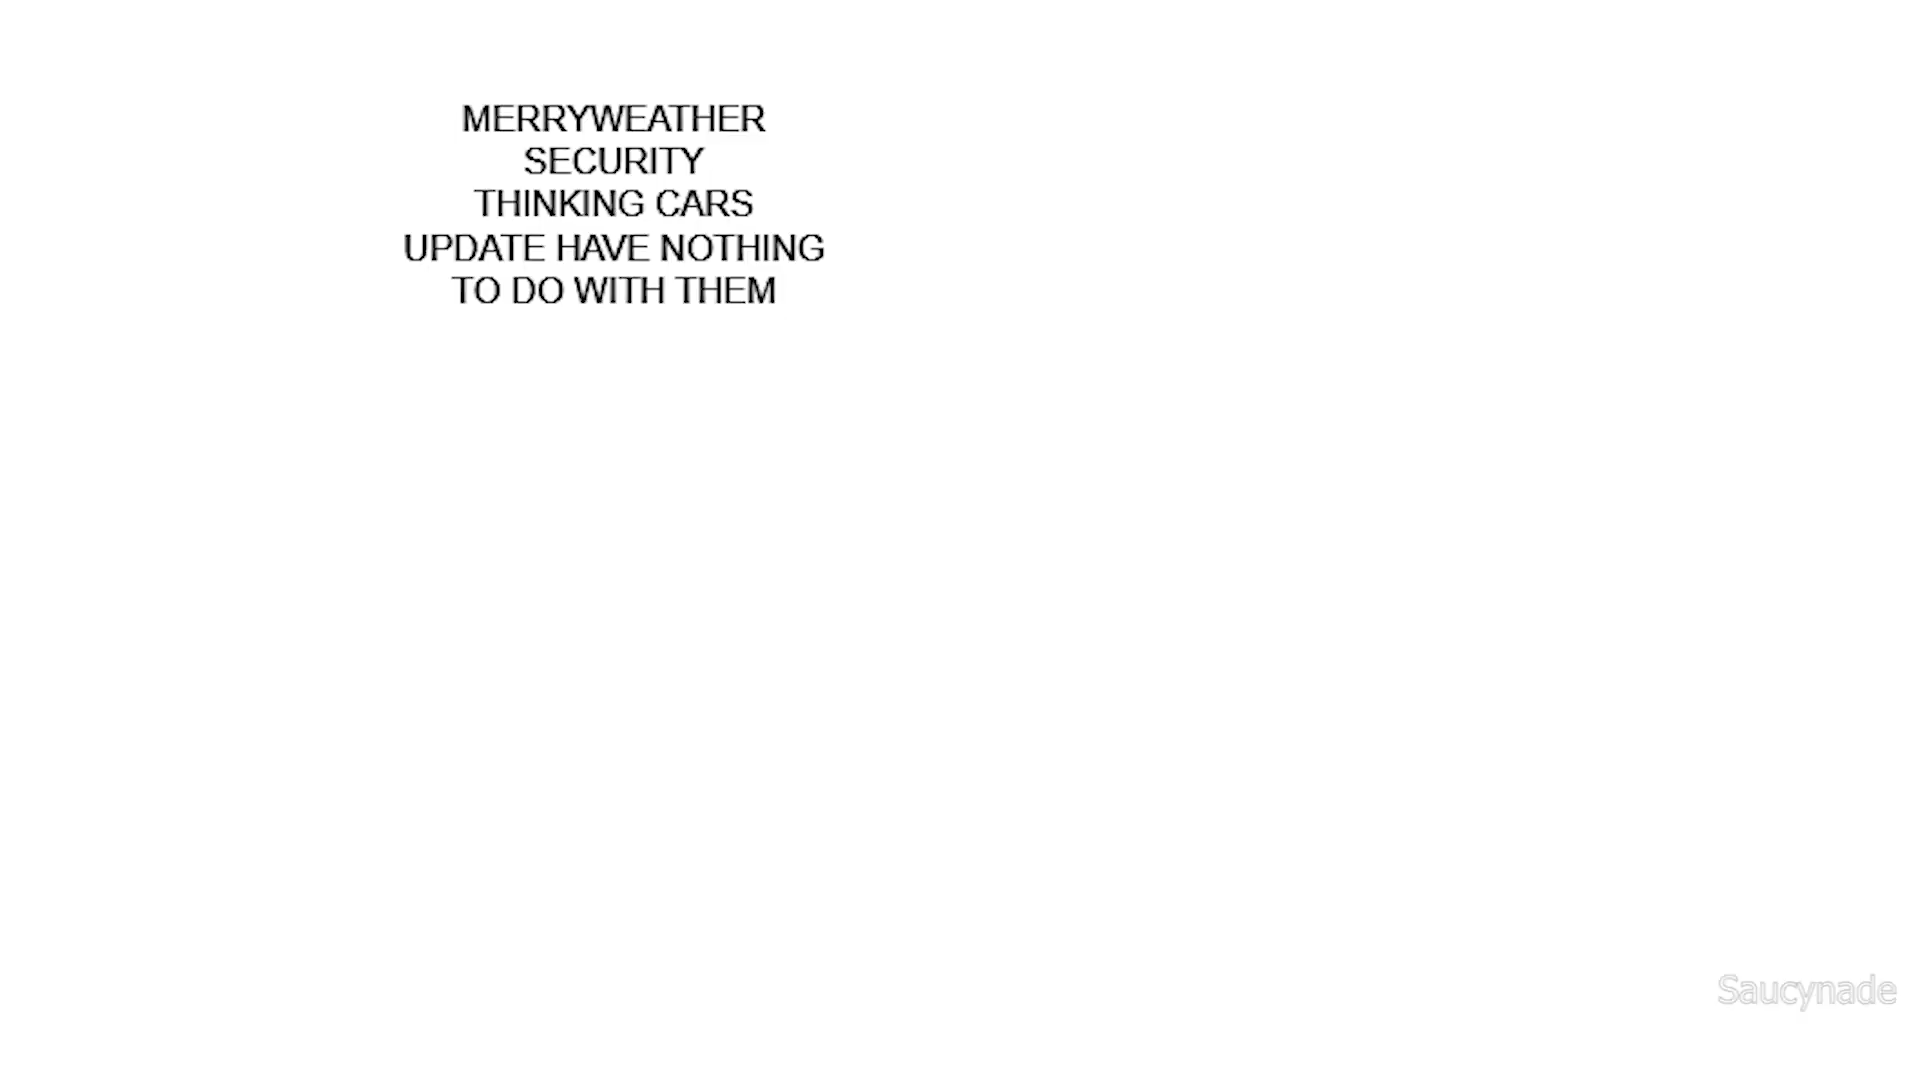 MERRYWEATHER
SECURITY
THINKING CARS
UPDATE HAVE NOTHING
TO DO WITH THEM
Saucynade